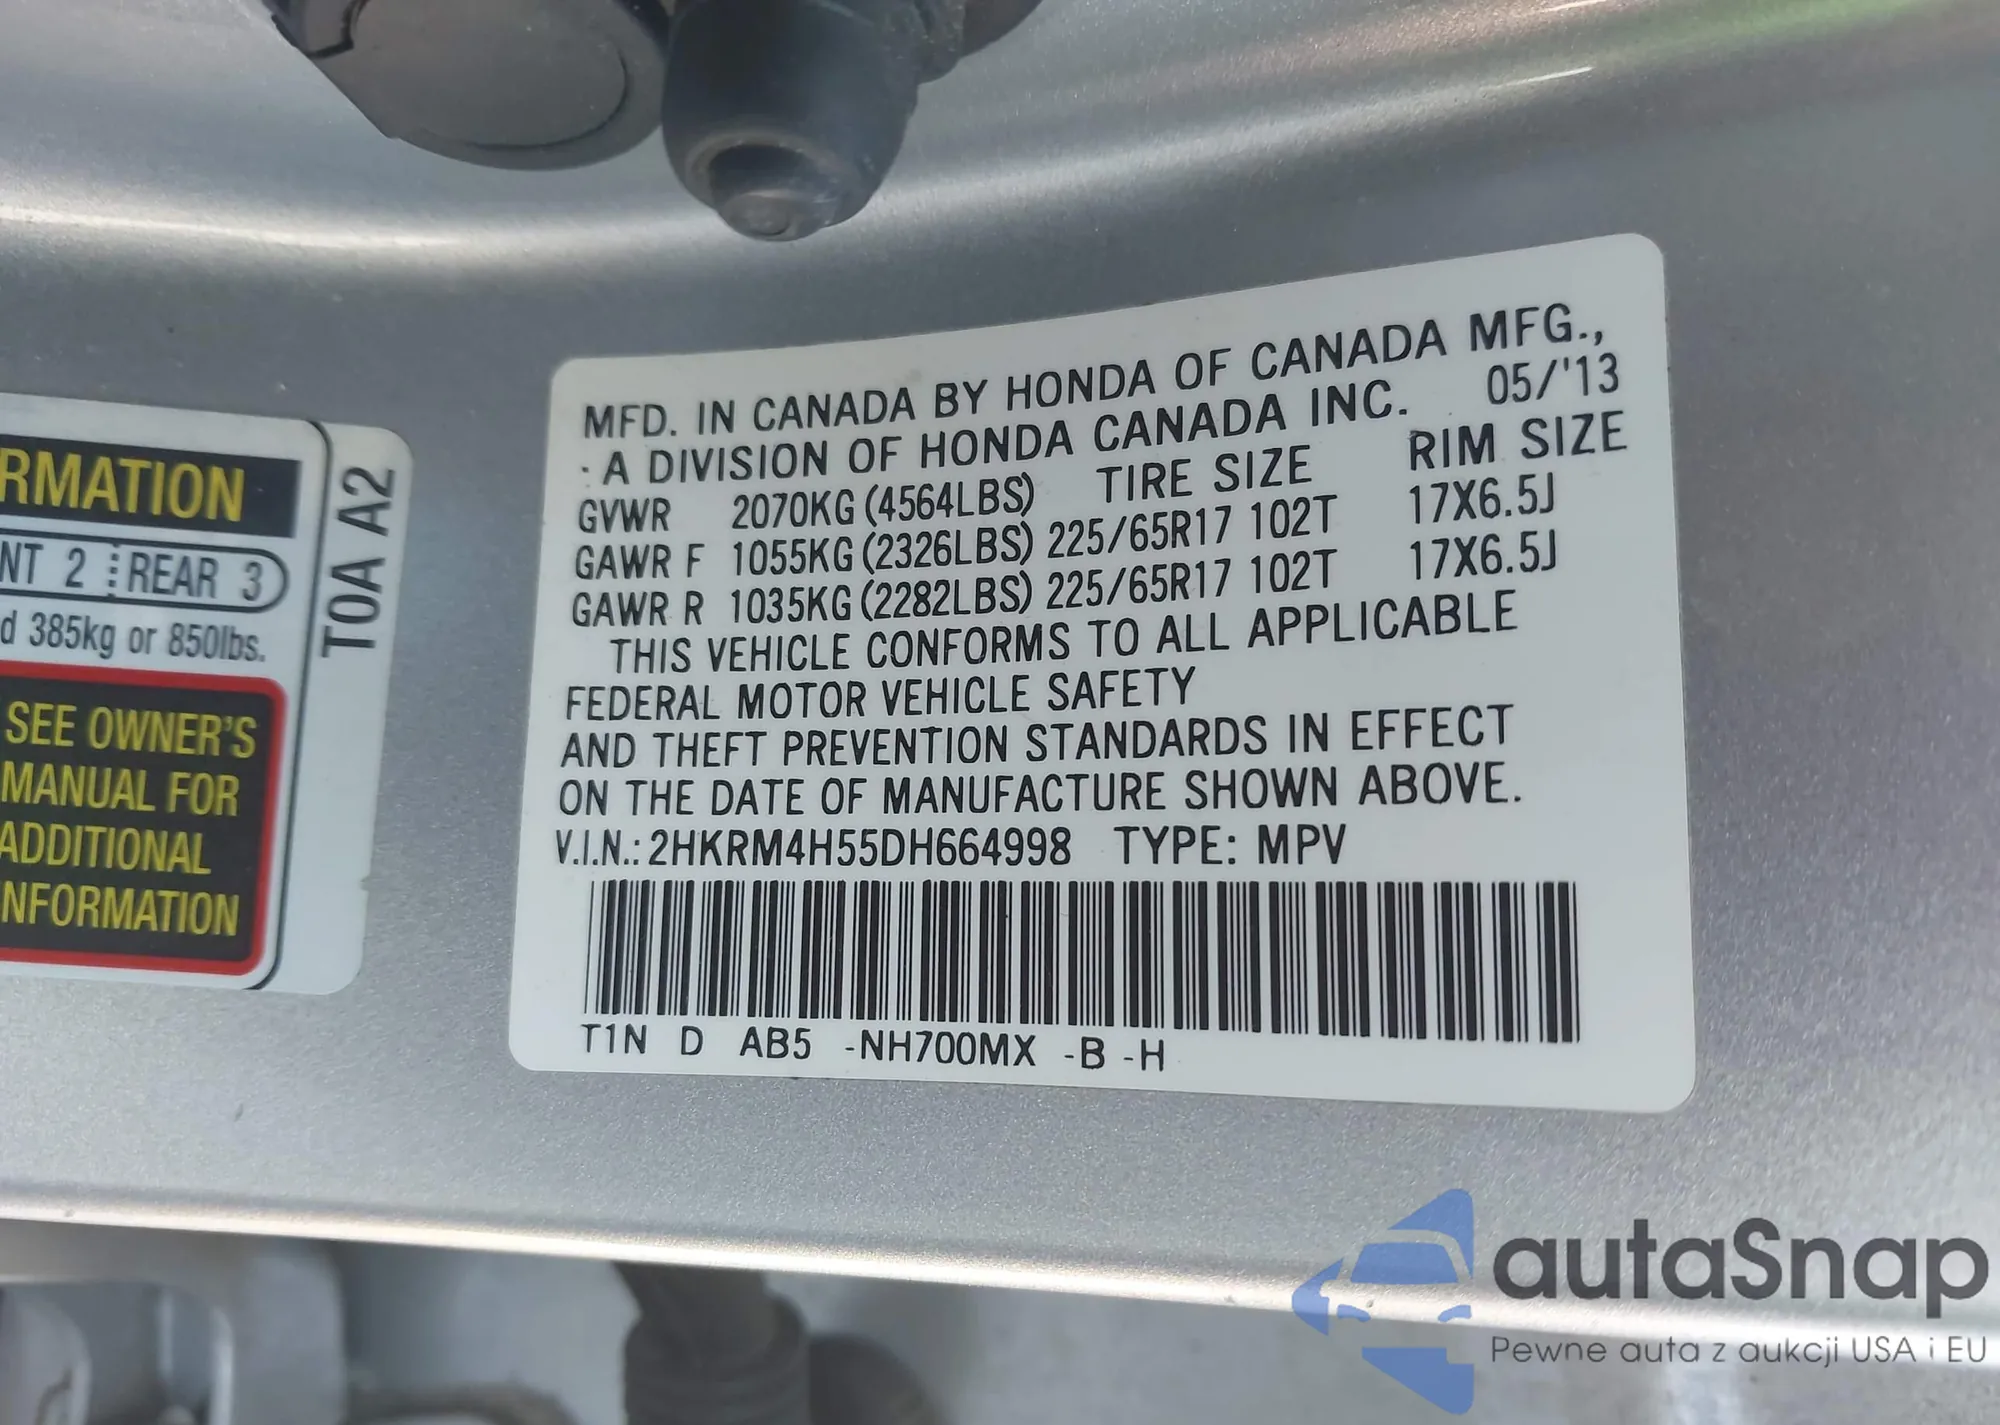 RMATION
NT 2 REAR 3
d 385kg or 850lbs.
SEE OWNER'S
MANUAL FOR
ADDITIONAL
NFORMATION
T0A A2
MFD. IN CANADA BY HONDA OF CANADA MFG.,
A DIVISION OF HONDA CANADA INC. 05/'13
GVWR 2070KG (4564LBS) TIRE SIZE RIM SIZE
GAWR F 1055KG (2326LBS) 225/65R17 102T 17X6.5J
GAWR R 1035KG (2282LBS) 225/65R17 102T 17X6.5J
THIS VEHICLE CONFORMS TO ALL APPLICABLE
FEDERAL MOTOR VEHICLE SAFETY
AND THEFT PREVENTION STANDARDS IN EFFECT
ON THE DATE OF MANUFACTURE SHOWN ABOVE.
V.I.N.: 2HKRM4H55DH664998 TYPE: MPV
T1N D AB5 -NH700MX -B -H
autaSnap
Pewne auta z aukcji USA i EU